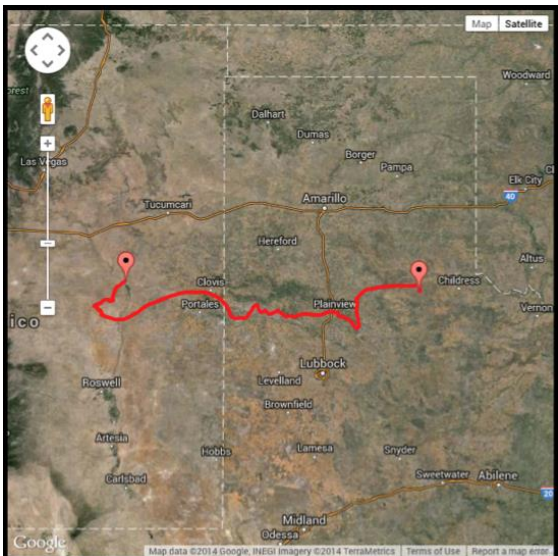 Map Satellite
Woodward
orest
Dalhart
Dumas
Borger
Pampa
Las Vegas
Elk City
Tucumcari
Amarillo
40
Hereford
Altus
Clovis
Childress
Portales
Plainview
Vernon
ico
Lubbock
Levelland
Roswell
Brownfield
Artesia
Hobbs
Lamesa
Snyder
Carlsbad
Sweetwater
Abilene
20
Midland
Odessa
Google
Map data ©2014 Google, INEGI Imagery ©2014 TerraMetrics Terms of Use Report a map error